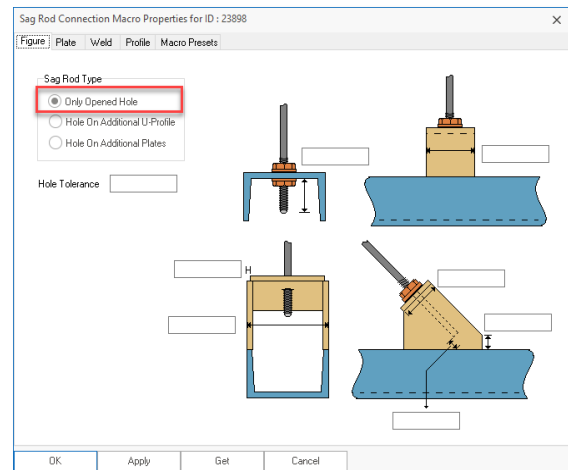 Sag Rod Connection Macro Properties for ID : 23898
Figure Plate Weld Profile Macro Presets
Sag Rod Type
Only Opened Hole
Hole On Additional U-Profile
Hole On Additional Plates
Hole Tolerance
H
OK Apply Get Cancel